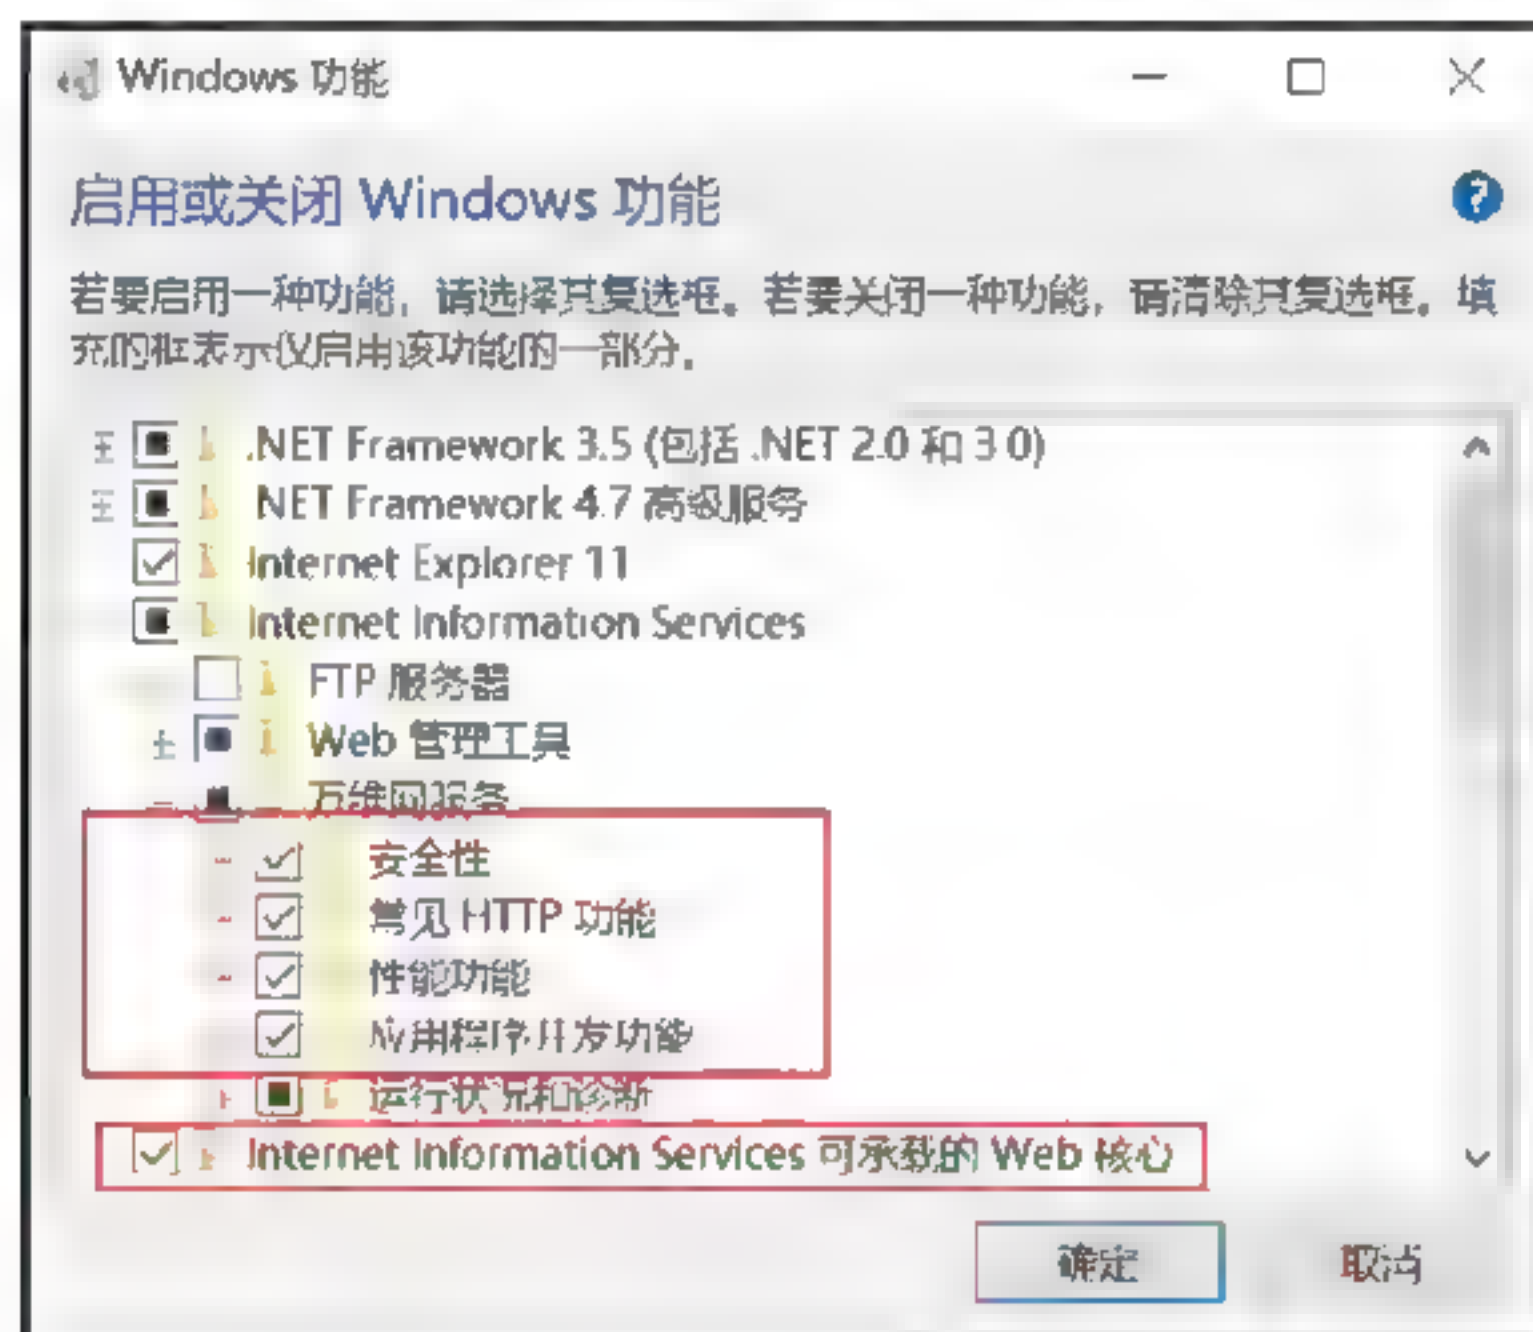 Windows 功能
启用或关闭 Windows 功能
若要启用一种功能，请选择其复选框。若要关闭一种功能，请清除其复选框。填
充的框表示仅启用该功能的一部分。
.NET Framework 3.5 (包括 .NET 2.0 和 3.0)
.NET Framework 4.7 高级服务
Internet Explorer 11
Internet Information Services
FTP 服务器
Web 管理工具
万维网服务
安全性
常见 HTTP 功能
性能功能
应用程序开发功能
运行状况和诊断
Internet Information Services 可承载的 Web 核心
确定
取消